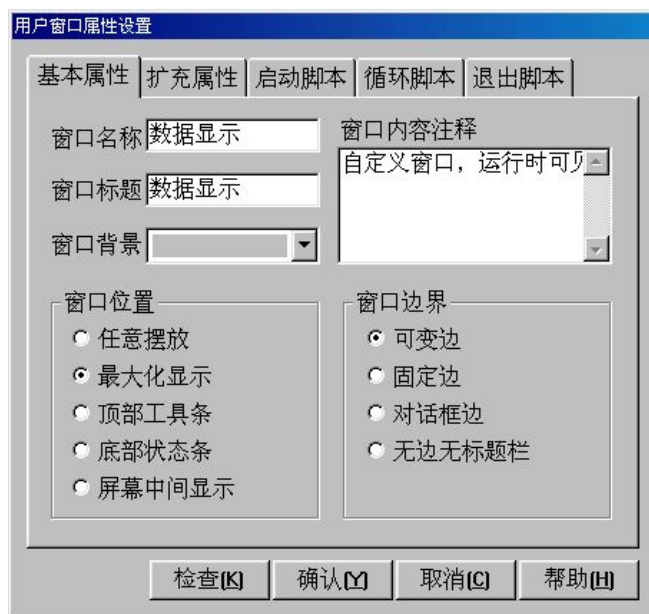 用户窗口属性设置
基本属性 扩充属性 启动脚本 循环脚本 退出脚本
窗口名称 数据显示
窗口标题 数据显示
窗口背景
窗口内容注释
自定义窗口，运行时可见
窗口位置
任意摆放
最大化显示
顶部工具条
底部状态条
屏幕中间显示
窗口边界
可变边
固定边
对话框边
无边无标题栏
检查(K) 确认(Y) 取消(C) 帮助(H)